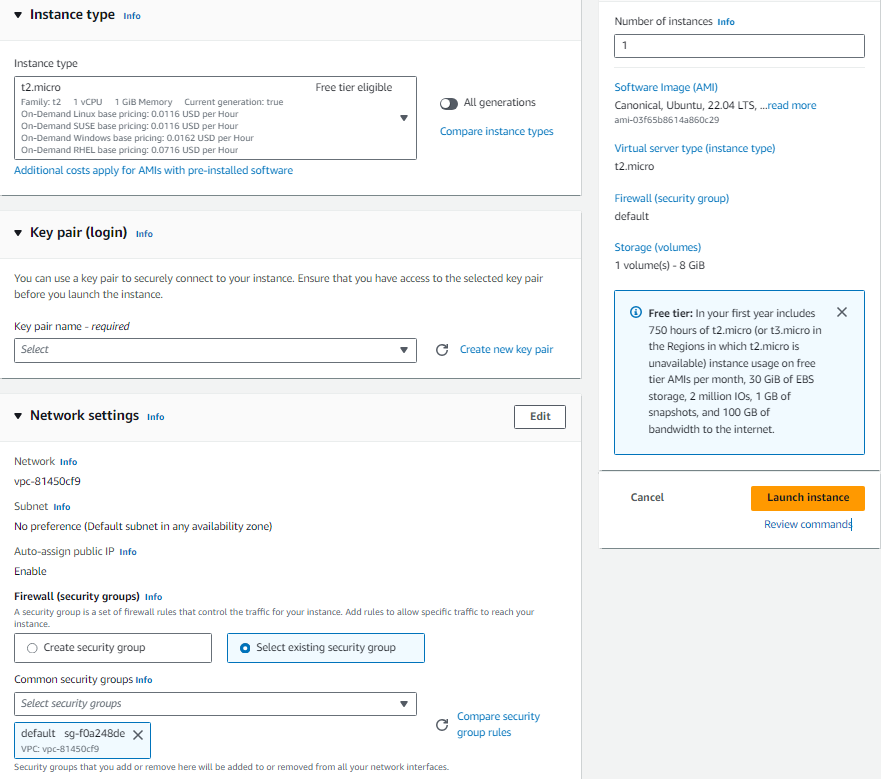 Instance type Info
Instance type
t2.micro Free tier eligible
Family: t2 1 vCPU 1 GiB Memory Current generation: true
On-Demand Linux base pricing: 0.0116 USD per Hour
On-Demand SUSE base pricing: 0.0116 USD per Hour
On-Demand Windows base pricing: 0.0162 USD per Hour
On-Demand RHEL base pricing: 0.0716 USD per Hour
All generations
Compare instance types
Additional costs apply for AMIs with pre-installed software
Key pair (login) Info
You can use a key pair to securely connect to your instance. Ensure that you have access to the selected key pair
before you launch the instance.
Key pair name - required
Select
Create new key pair
Network settings Info
Edit
Network Info
vpc-81450cf9
Subnet Info
No preference (Default subnet in any availability zone)
Auto-assign public IP Info
Enable
Firewall (security groups) Info
A security group is a set of firewall rules that control the traffic for your instance. Add rules to allow specific traffic to reach your
instance.
Create security group
Select existing security group
Common security groups Info
Select security groups
default sg-f0a248de
VPC: vpc-81450cf9
Compare security
group rules
Security groups that you add or remove here will be added to or removed from all your network interfaces.
Number of instances Info
1
Software Image (AMI)
Canonical, Ubuntu, 22.04 LTS, ...read more
ami-03f65b8614a860c29
Virtual server type (instance type)
t2.micro
Firewall (security group)
default
Storage (volumes)
1 volume(s) - 8 GiB
Free tier: In your first year includes
750 hours of t2.micro (or t3.micro in
the Regions in which t2.micro is
unavailable) instance usage on free
tier AMIs per month, 30 GiB of EBS
storage, 2 million IOs, 1 GB of
snapshots, and 100 GB of
bandwidth to the internet.
Cancel
Launch instance
Review commands